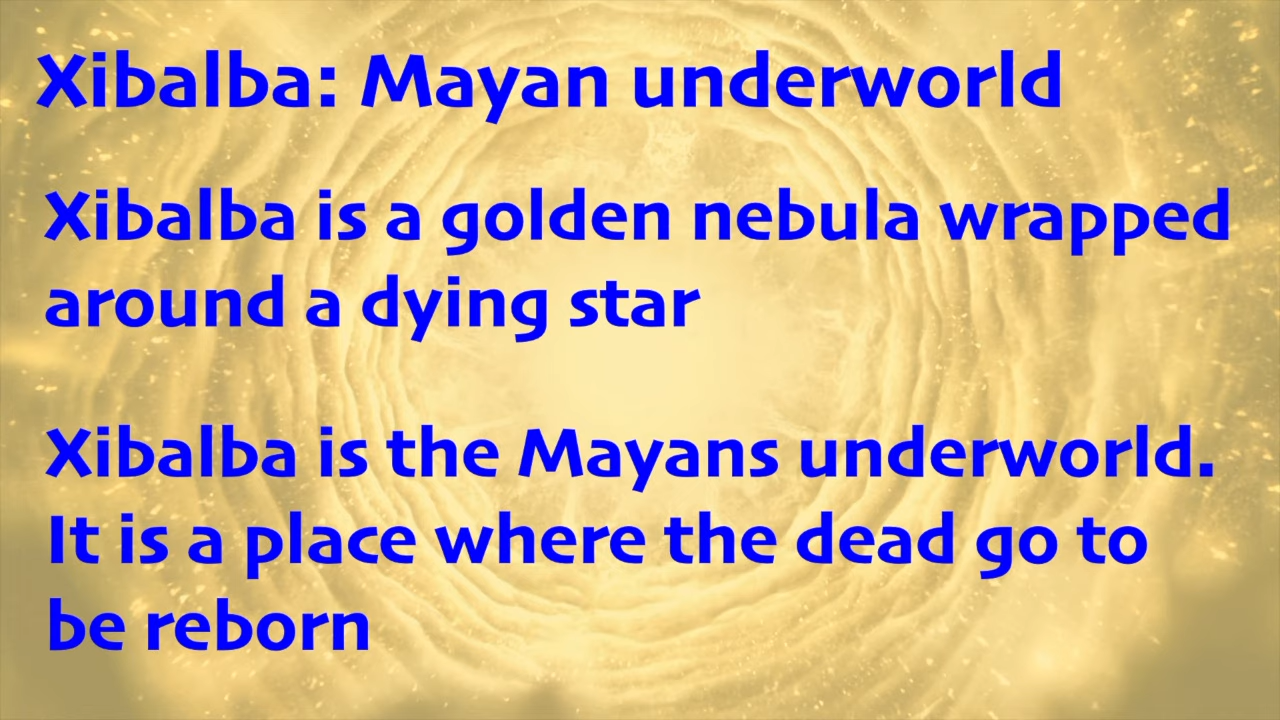 Xibalba: Mayan underworld
Xibalba is a golden nebula wrapped
around a dying star
Xibalba is the Mayans underworld.
It is a place where the dead go to
be reborn